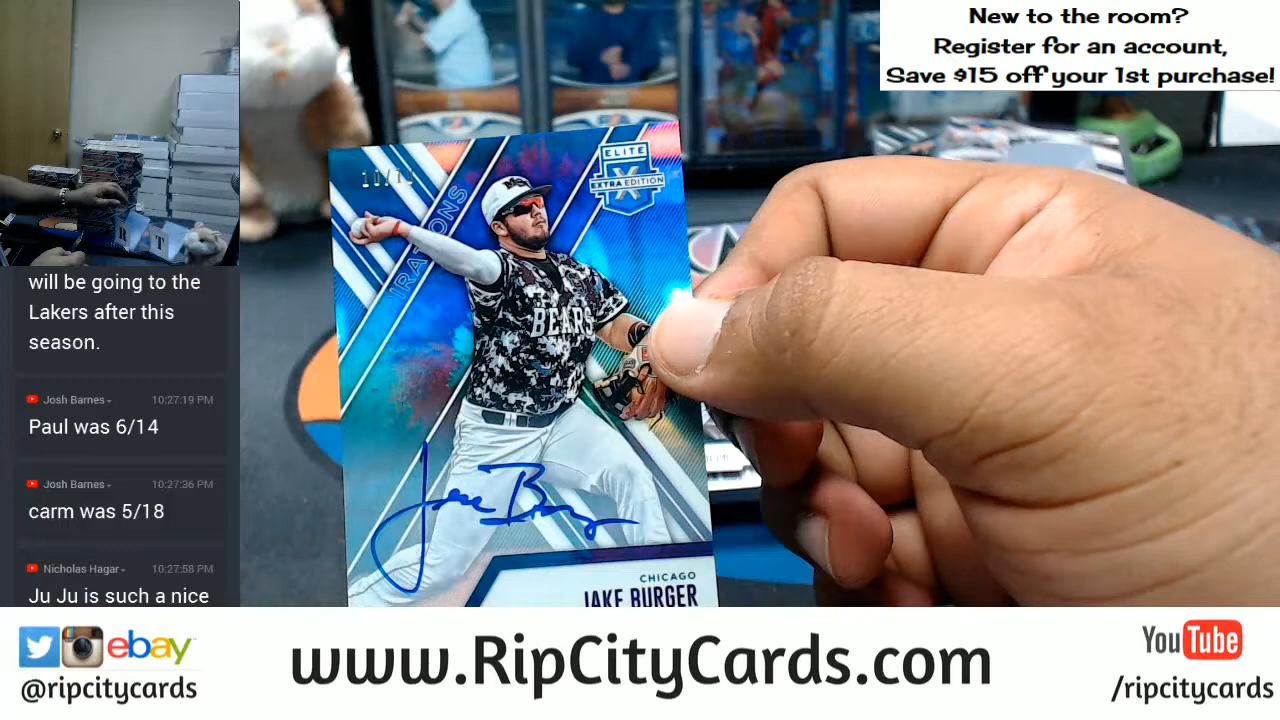 New to the room?
Register for an account,
Save $15 off your 1st purchase!
will be going to the
Lakers after this
season.
Josh Barnes
10:27:19 PM
Paul was 6/14
Josh Barnes
10:27:36 PM
carm was 5/18
Nicholas Hagar
10:27:58 PM
Ju Ju is such a nice
ELITE
EXTRA EDITION
BEARS
Jake Burger
CHICAGO
JAKE BURGER
R T
ebay
@ripcitycards
www.RipCityCards.com
YouTube
/ripcitycards